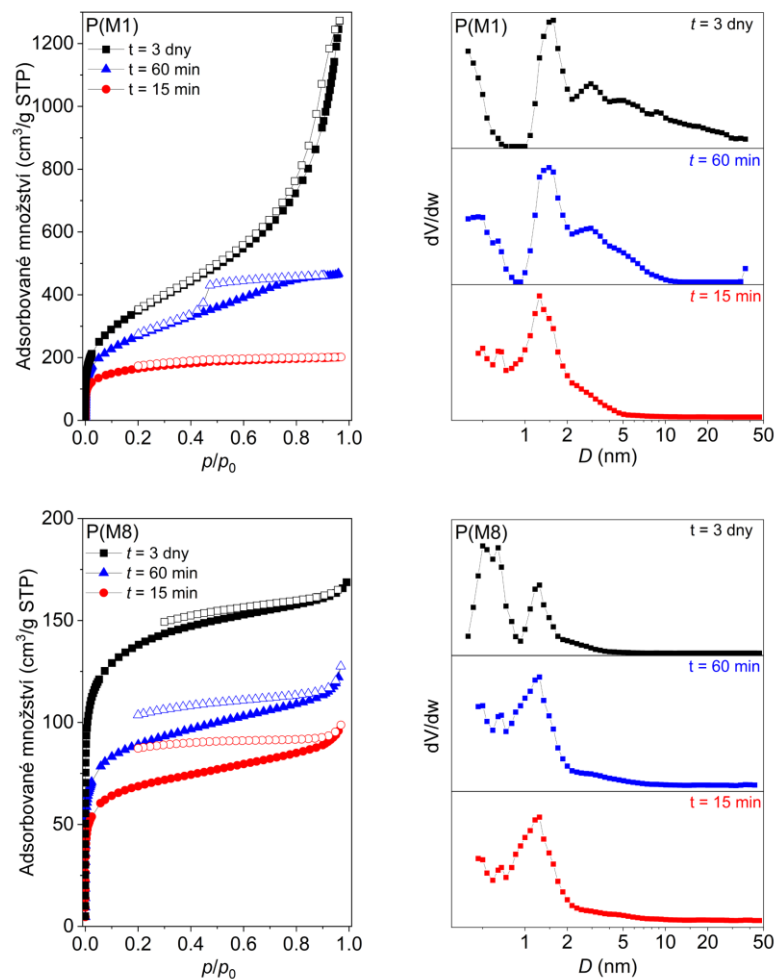 P(M1)
t = 3 dny
t = 60 min
t = 15 min
Adsorbované množství (cm³/g STP)
1200
1000
800
600
400
200
0
0.0 0.2 0.4 0.6 0.8 1.0
p/p₀
P(M1)
t = 3 dny
t = 60 min
t = 15 min
dV/dw
1 2 5 10 20 50
D (nm)
P(M8)
t = 3 dny
t = 60 min
t = 15 min
Adsorbované množství (cm³/g STP)
200
150
100
50
0
0.0 0.2 0.4 0.6 0.8 1.0
p/p₀
P(M8)
t = 3 dny
t = 60 min
t = 15 min
dV/dw
1 2 5 10 20 50
D (nm)